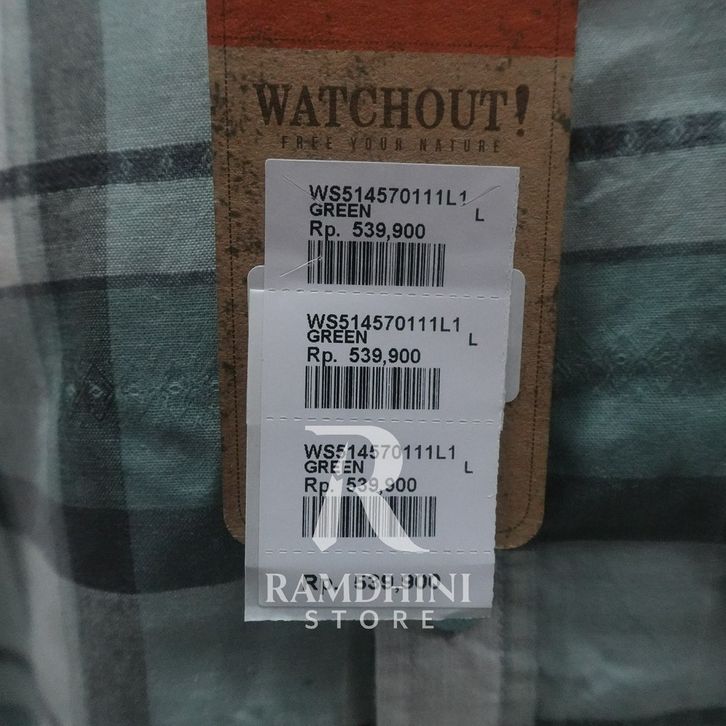 WATCHOUT!
FREE YOUR NATURE
WS514570111L1
GREEN L
Rp. 539,900
WS514570111L1
GREEN L
Rp. 539,900
WS514570111L1
GREEN L
Rp. 539,900
Rp. 539,900
R
RAMDHINI
STORE